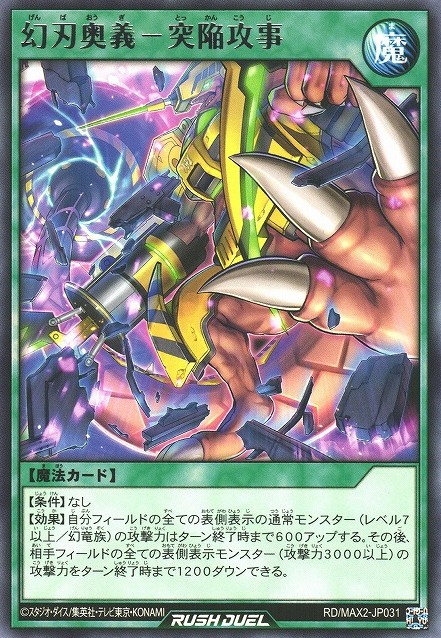 幻刃奥義－突陥攻事
魔
【魔法カード】
【条件】なし
【効果】自分フィールドの全ての表側表示の通常モンスター（レベル7
以上／幻竜族）の攻撃力はターン終了時まで600アップする。その後、
相手フィールドの全ての表側表示モンスター（攻撃力3000以上）の
攻撃力をターン終了時まで1200ダウンできる。
©スタジオ・ダイス/集英社・テレビ東京・KONAMI
RUSH DUEL
RD/MAX2-JP031